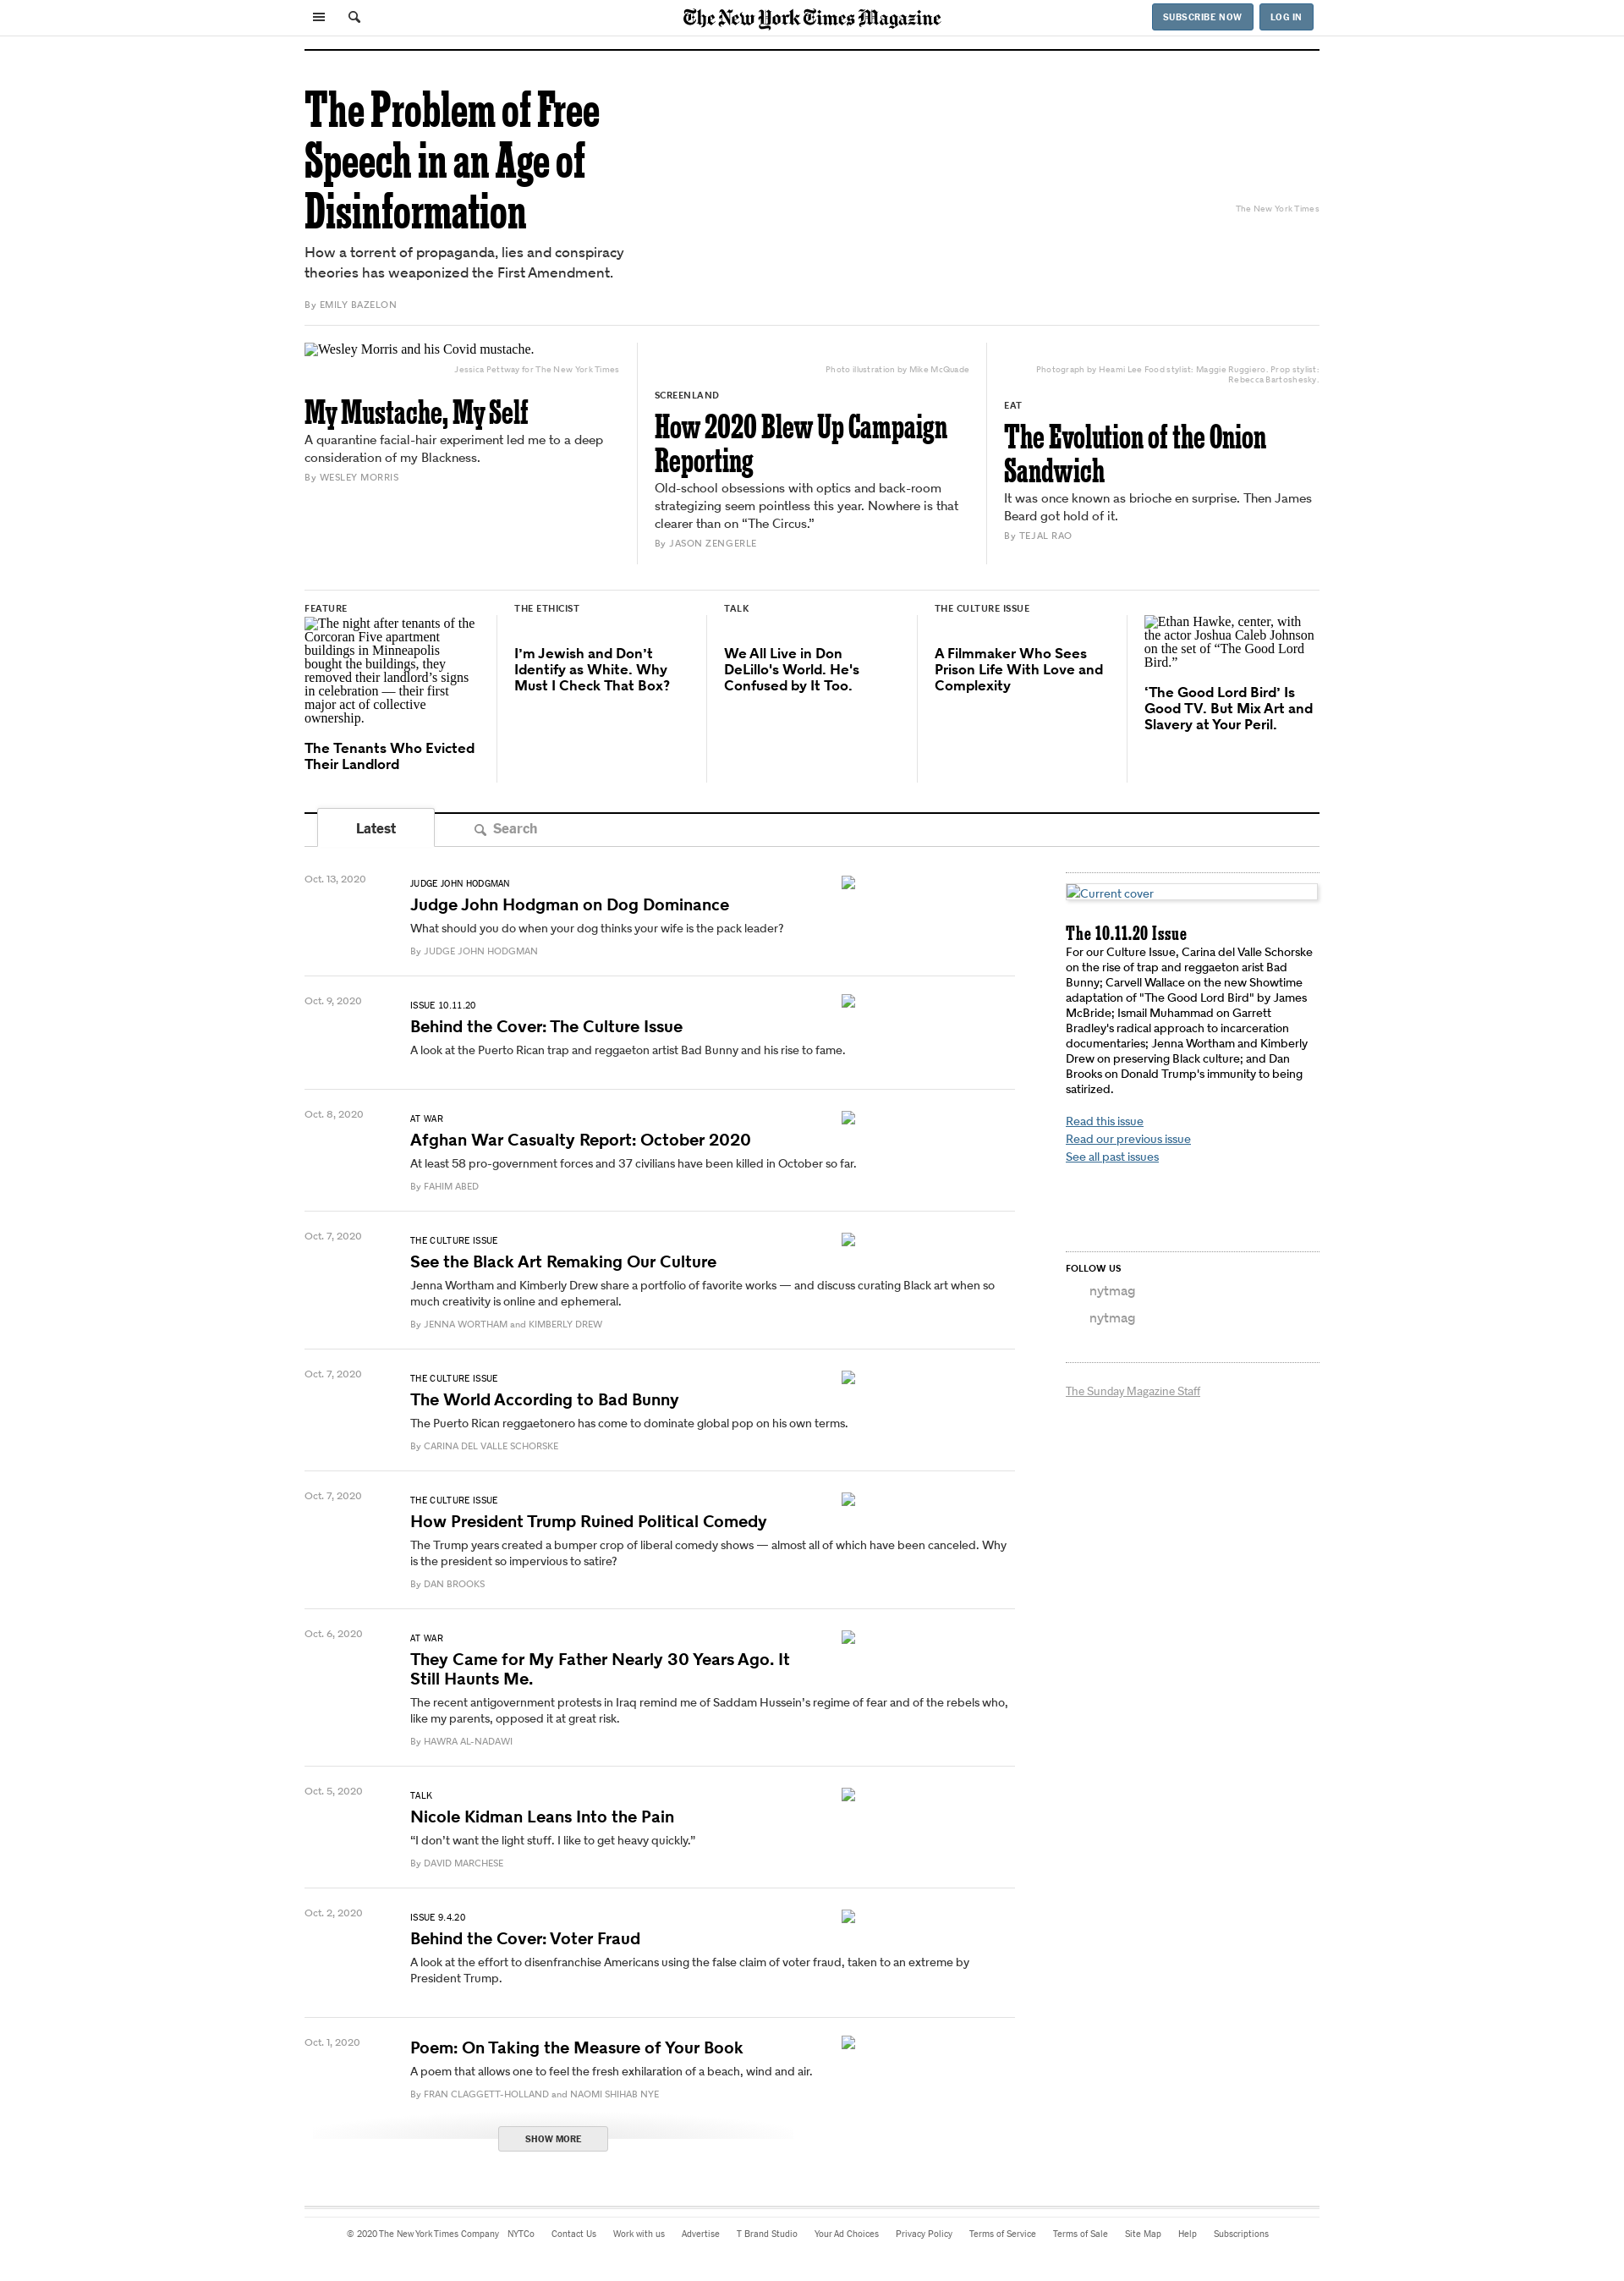 The New York Times Magazine
SUBSCRIBE NOW
LOG IN
The Problem of Free
Speech in an Age of
Disinformation
The New York Times
How a torrent of propaganda, lies and conspiracy
theories has weaponized the First Amendment.
By EMILY BAZELON
Wesley Morris and his Covid mustache.
Jessica Pettway for The New York Times
My Mustache, My Self
A quarantine facial-hair experiment led me to a deep
consideration of my Blackness.
By WESLEY MORRIS
Photo illustration by Mike McQuade
SCREENLAND
How 2020 Blew Up Campaign
Reporting
Old-school obsessions with optics and back-room
strategizing seem pointless this year. Nowhere is that
clearer than on “The Circus.”
By JASON ZENGERLE
Photograph by Heami Lee Food stylist: Maggie Ruggiero. Prop stylist:
Rebecca Bartoshesky.
EAT
The Evolution of the Onion
Sandwich
It was once known as brioche en surprise. Then James
Beard got hold of it.
By TEJAL RAO
FEATURE
The night after tenants of the
Corcoran Five apartment
buildings in Minneapolis
bought the buildings, they
removed their landlord’s signs
in celebration — their first
major act of collective
ownership.
The Tenants Who Evicted
Their Landlord
THE ETHICIST
I’m Jewish and Don’t
Identify as White. Why
Must I Check That Box?
TALK
We All Live in Don
DeLillo's World. He's
Confused by It Too.
THE CULTURE ISSUE
A Filmmaker Who Sees
Prison Life With Love and
Complexity
Ethan Hawke, center, with
the actor Joshua Caleb Johnson
on the set of “The Good Lord
Bird.”
‘The Good Lord Bird’ Is
Good TV. But Mix Art and
Slavery at Your Peril.
Latest
Search
Oct. 13, 2020
JUDGE JOHN HODGMAN
Judge John Hodgman on Dog Dominance
What should you do when your dog thinks your wife is the pack leader?
By JUDGE JOHN HODGMAN
Oct. 9, 2020
ISSUE 10.11.20
Behind the Cover: The Culture Issue
A look at the Puerto Rican trap and reggaeton artist Bad Bunny and his rise to fame.
Oct. 8, 2020
AT WAR
Afghan War Casualty Report: October 2020
At least 58 pro-government forces and 37 civilians have been killed in October so far.
By FAHIM ABED
Oct. 7, 2020
THE CULTURE ISSUE
See the Black Art Remaking Our Culture
Jenna Wortham and Kimberly Drew share a portfolio of favorite works — and discuss curating Black art when so
much creativity is online and ephemeral.
By JENNA WORTHAM and KIMBERLY DREW
Oct. 7, 2020
THE CULTURE ISSUE
The World According to Bad Bunny
The Puerto Rican reggaetonero has come to dominate global pop on his own terms.
By CARINA DEL VALLE SCHORSKE
Oct. 7, 2020
THE CULTURE ISSUE
How President Trump Ruined Political Comedy
The Trump years created a bumper crop of liberal comedy shows — almost all of which have been canceled. Why
is the president so impervious to satire?
By DAN BROOKS
Oct. 6, 2020
AT WAR
They Came for My Father Nearly 30 Years Ago. It
Still Haunts Me.
The recent antigovernment protests in Iraq remind me of Saddam Hussein’s regime of fear and of the rebels who,
like my parents, opposed it at great risk.
By HAWRA AL-NADAWI
Oct. 5, 2020
TALK
Nicole Kidman Leans Into the Pain
“I don’t want the light stuff. I like to get heavy quickly.”
By DAVID MARCHESE
Oct. 2, 2020
ISSUE 9.4.20
Behind the Cover: Voter Fraud
A look at the effort to disenfranchise Americans using the false claim of voter fraud, taken to an extreme by
President Trump.
Oct. 1, 2020
Poem: On Taking the Measure of Your Book
A poem that allows one to feel the fresh exhilaration of a beach, wind and air.
By FRAN CLAGGETT-HOLLAND and NAOMI SHIHAB NYE
SHOW MORE
Current cover
The 10.11.20 Issue
For our Culture Issue, Carina del Valle Schorske
on the rise of trap and reggaeton arist Bad
Bunny; Carvell Wallace on the new Showtime
adaptation of "The Good Lord Bird" by James
McBride; Ismail Muhammad on Garrett
Bradley's radical approach to incarceration
documentaries; Jenna Wortham and Kimberly
Drew on preserving Black culture; and Dan
Brooks on Donald Trump's immunity to being
satirized.
Read this issue
Read our previous issue
See all past issues
FOLLOW US
nytmag
nytmag
The Sunday Magazine Staff
© 2020 The New York Times Company NYTCo Contact Us Work with us Advertise T Brand Studio Your Ad Choices Privacy Policy Terms of Service Terms of Sale Site Map Help Subscriptions